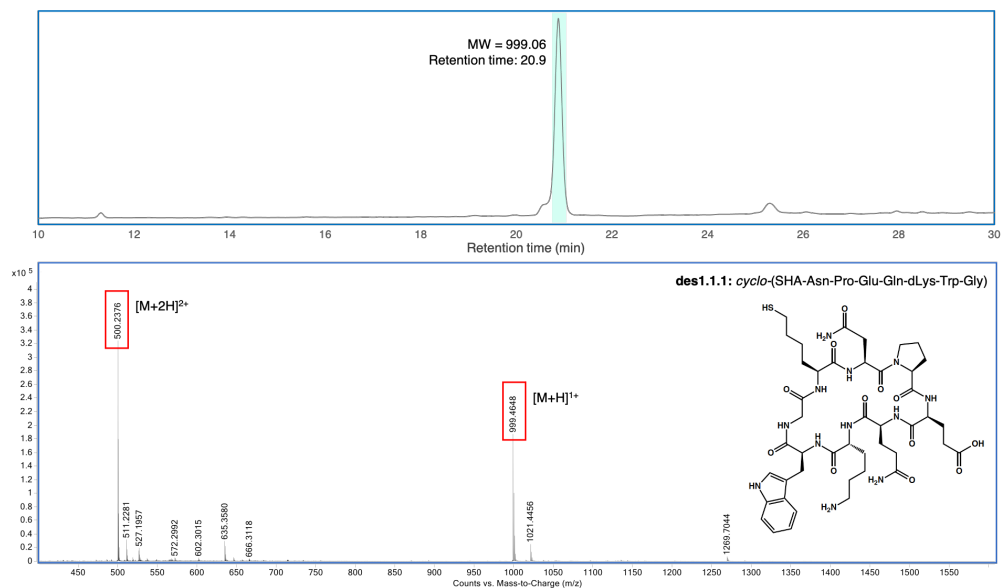 MW = 999.06
Retention time: 20.9
10 12 14 16 18 20 22 24 26 28 30
Retention time (min)
x10 5
des1.1.1: cyclo-(SHA-Asn-Pro-Glu-Gln-dLys-Trp-Gly)
4
3.8
3.6
3.4
3.2
3
2.8
2.6
2.4
2.2
2
1.8
1.6
1.4
1.2
1
0.8
0.6
0.4
0.2
0
500.2376
[M+2H]2+
511.2281
527.1957
572.2992
602.3015
635.3580
666.3118
999.4648
[M+H]1+
1021.4456
1269.7044
HS
O
H2N
O
N
O
N
H
O
NH
O
O
NH
O
H
N
O
NH
O
NH
O
H
N
O
O
OH
HN
H2N
O
H2N
450 500 550 600 650 700 750 800 850 900 950 1000 1050 1100 1150 1200 1250 1300 1350 1400 1450 1500 1550
Counts vs. Mass-to-Charge (m/z)